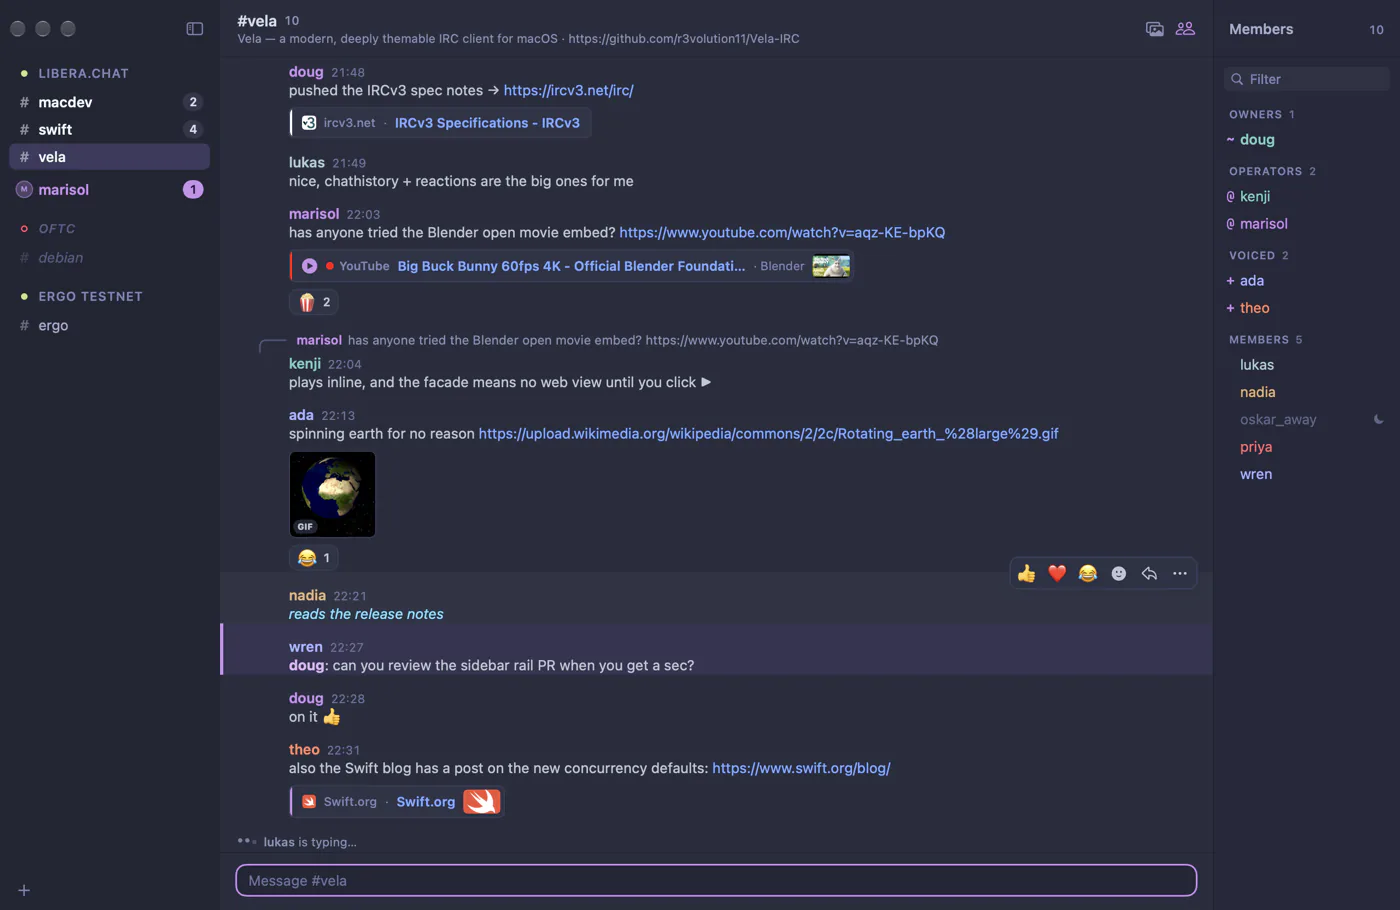 LIBERA.CHAT
# macdev 2
# swift 4
# vela
M marisol 1
OFTC
# debian
ERGO TESTNET
# ergo
+
#vela 10
Vela — a modern, deeply themable IRC client for macOS · https://github.com/r3volution11/Vela-IRC
doug 21:48
pushed the IRCv3 spec notes → https://ircv3.net/irc/
v3 ircv3.net · IRCv3 Specifications - IRCv3
lukas 21:49
nice, chathistory + reactions are the big ones for me
marisol 22:03
has anyone tried the Blender open movie embed? https://www.youtube.com/watch?v=aqz-KE-bpKQ
YouTube Big Buck Bunny 60fps 4K - Official Blender Foundati... · Blender
🍿 2
marisol has anyone tried the Blender open movie embed? https://www.youtube.com/watch?v=aqz-KE-bpKQ
kenji 22:04
plays inline, and the facade means no web view until you click ▶
ada 22:13
spinning earth for no reason https://upload.wikimedia.org/wikipedia/commons/2/2c/Rotating_earth_%28large%29.gif
GIF
😂 1
👍 ❤️ 😂
nadia 22:21
reads the release notes
wren 22:27
doug: can you review the sidebar rail PR when you get a sec?
doug 22:28
on it 👍
theo 22:31
also the Swift blog has a post on the new concurrency defaults: https://www.swift.org/blog/
Swift.org · Swift.org
lukas is typing...
Message #vela
Members 10
Filter
OWNERS 1
~ doug
OPERATORS 2
@ kenji
@ marisol
VOICED 2
+ ada
+ theo
MEMBERS 5
lukas
nadia
oskar_away
priya
wren